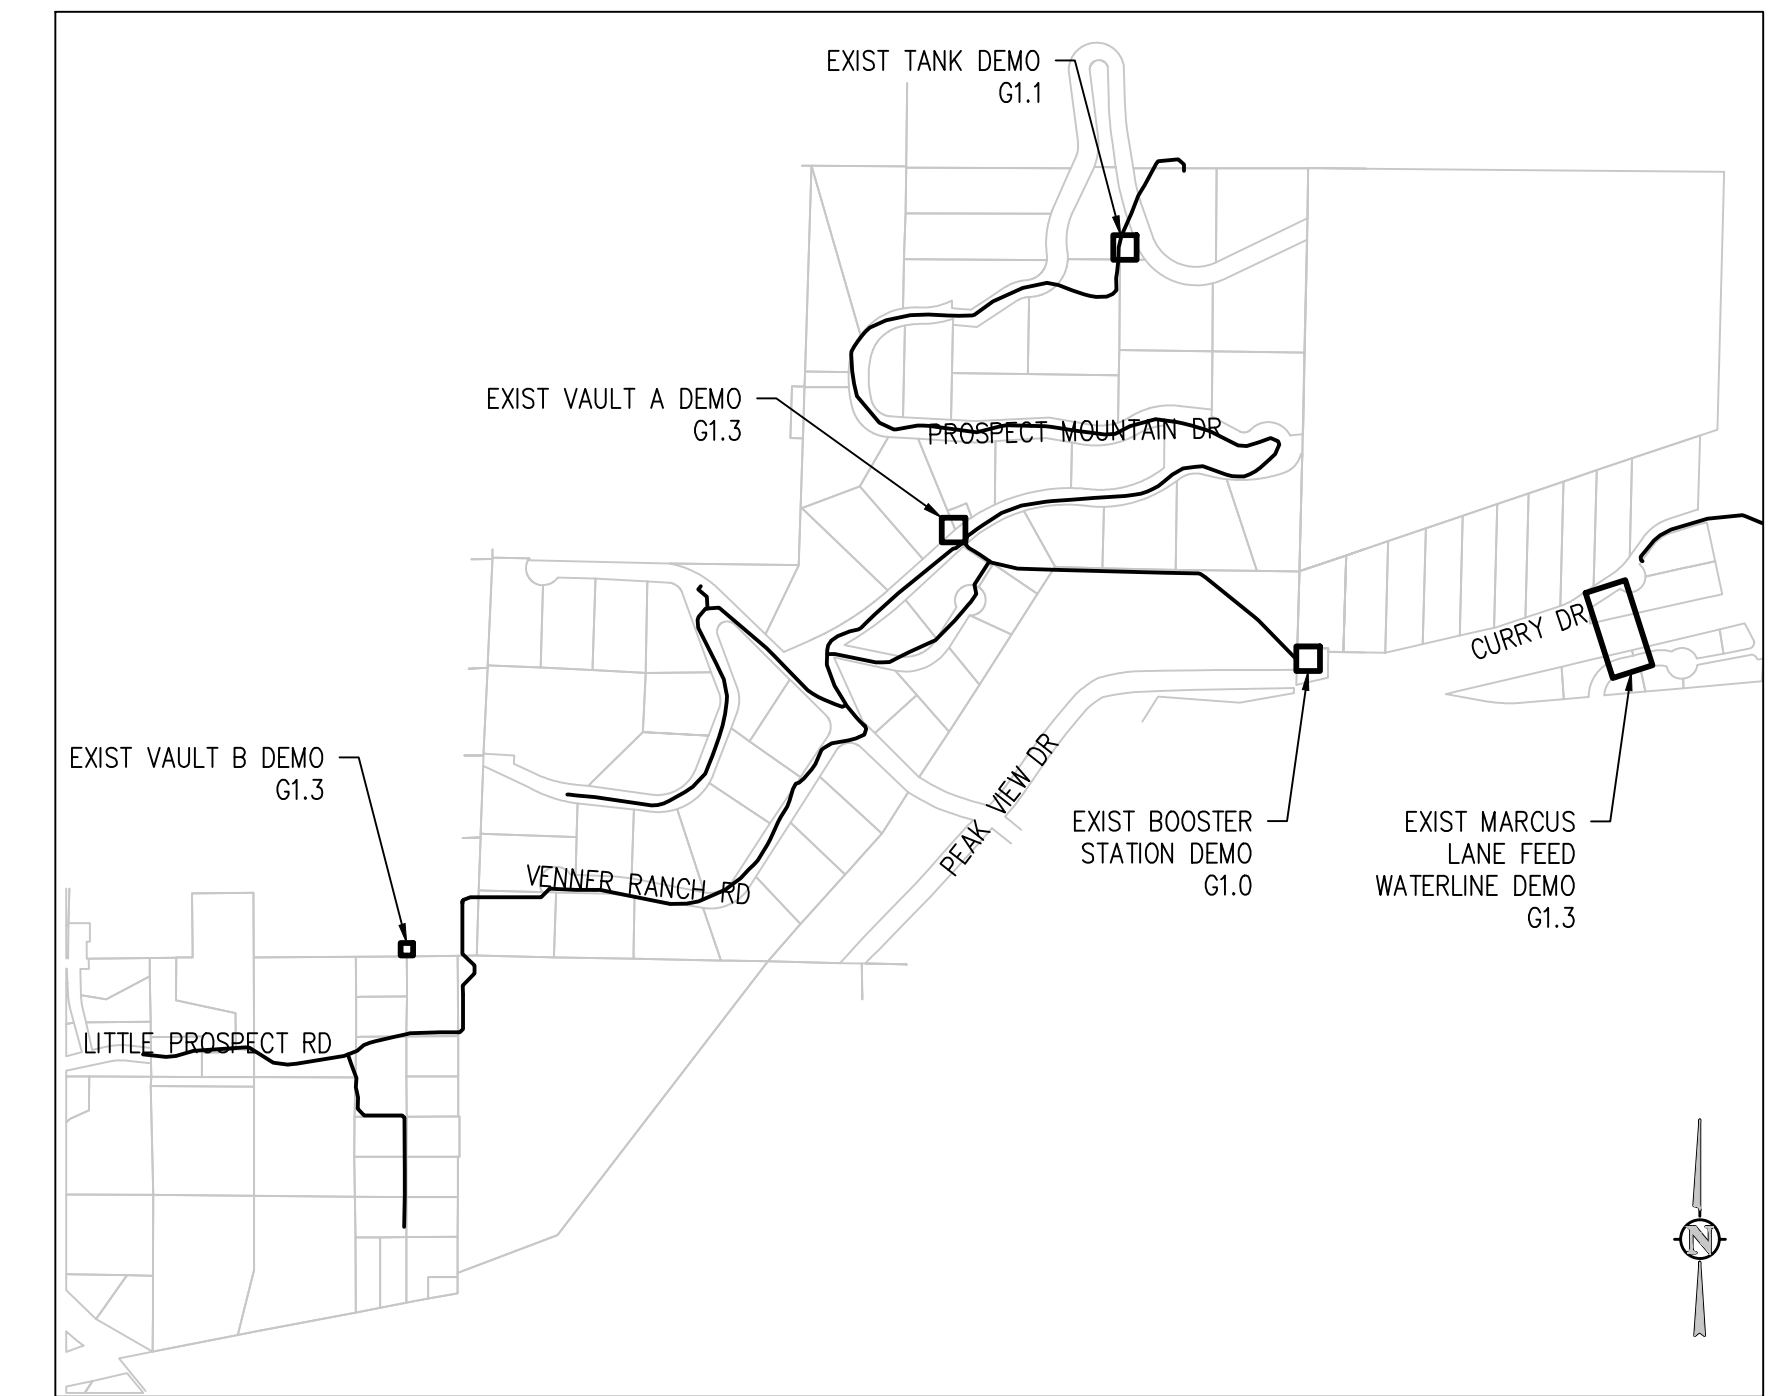 EXIST TANK DEMO
G1.1
EXIST VAULT A DEMO
G1.3
PROSPECT MOUNTAIN DR
CURRY DR
EXIST VAULT B DEMO
G1.3
PEAK VIEW DR
EXIST BOOSTER
STATION DEMO
G1.0
EXIST MARCUS
LANE FEED
WATERLINE DEMO
G1.3
VENNER RANCH RD
LITTLE PROSPECT RD
N